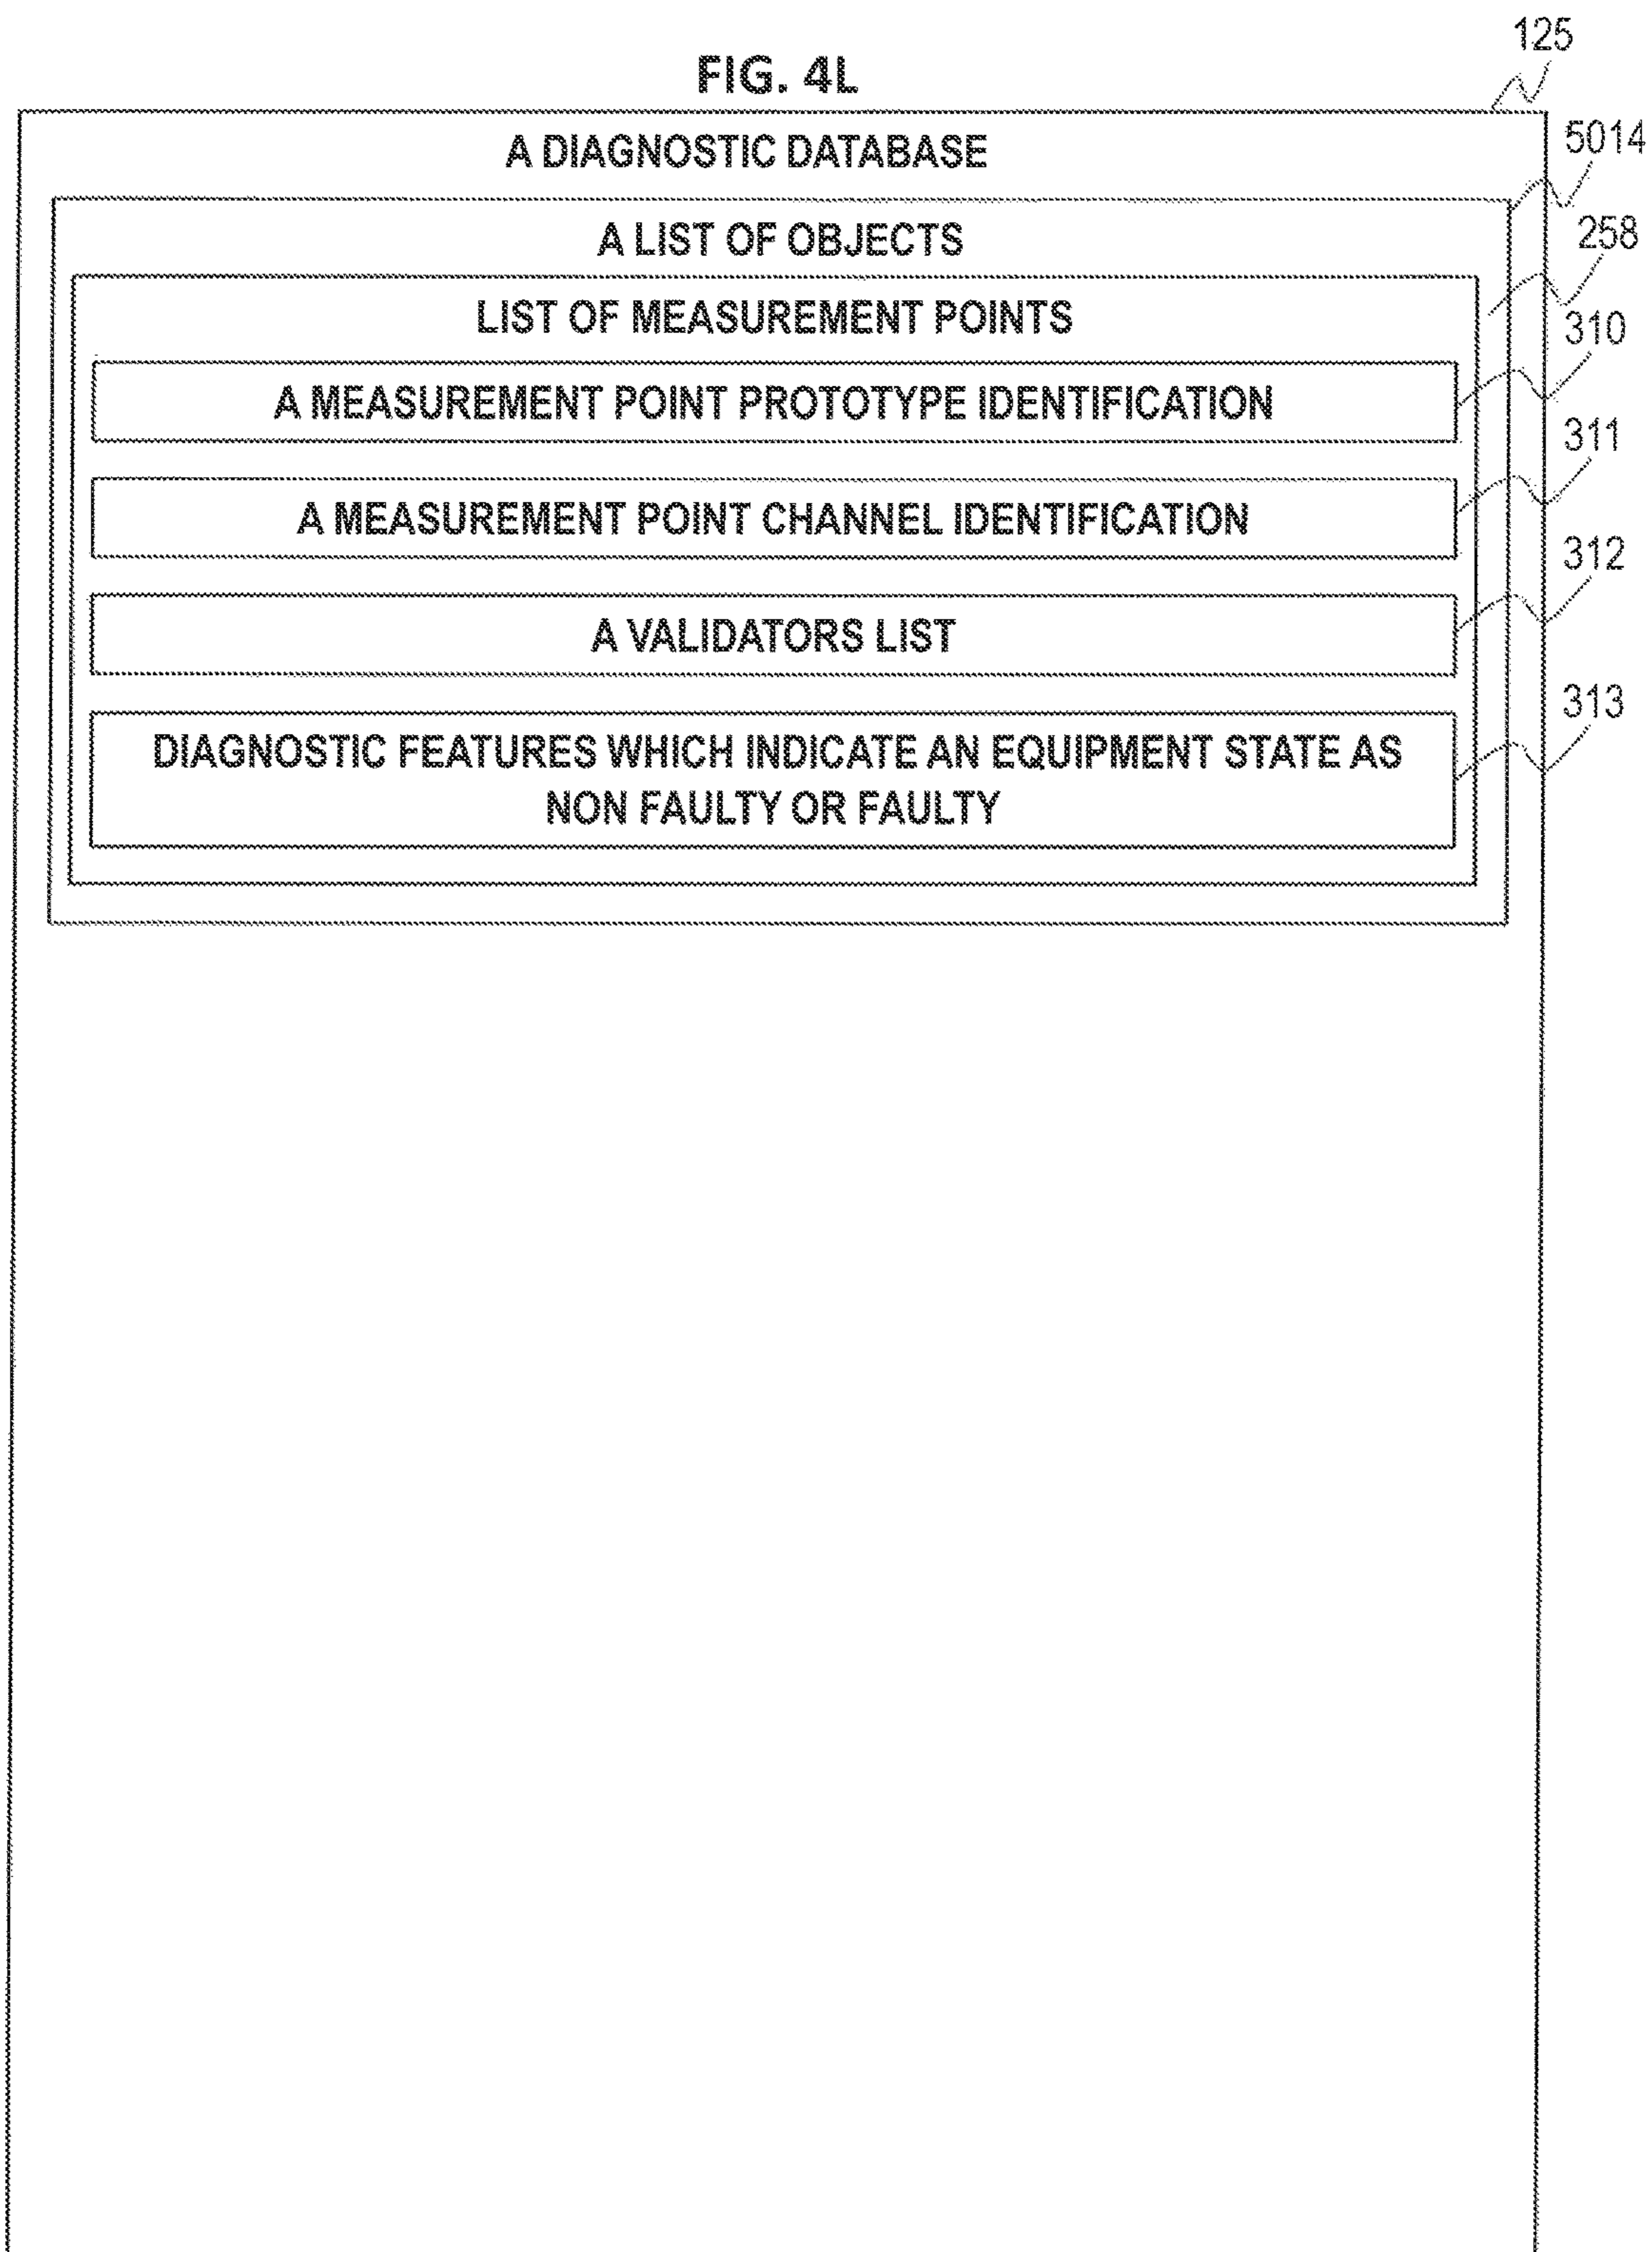 125
FIG. 4L
A DIAGNOSTIC DATABASE
5014
A LIST OF OBJECTS
258
LIST OF MEASUREMENT POINTS
310
A MEASUREMENT POINT PROTOTYPE IDENTIFICATION
311
A MEASUREMENT POINT CHANNEL IDENTIFICATION
312
A VALIDATORS LIST
313
DIAGNOSTIC FEATURES WHICH INDICATE AN EQUIPMENT STATE AS
NON FAULTY OR FAULTY